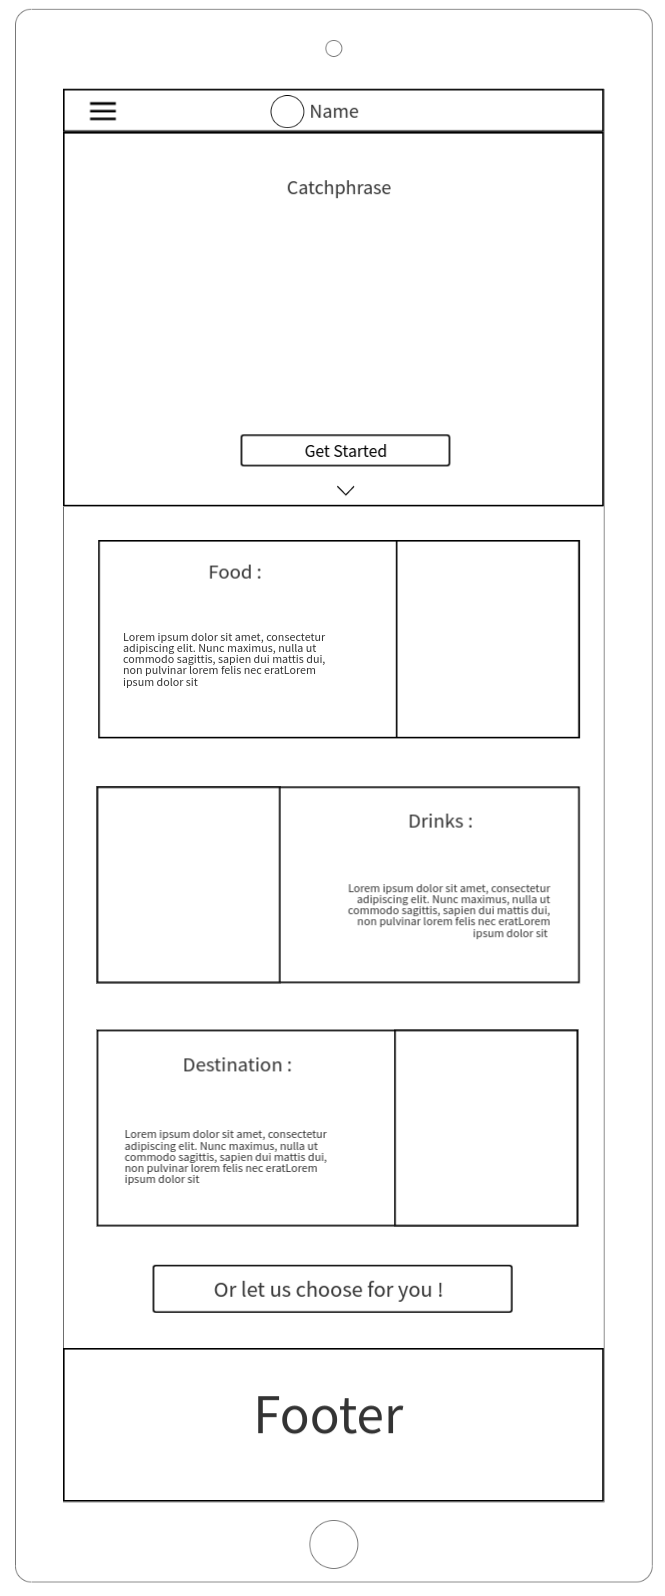 Name
Catchphrase
Get Started
Food :
Lorem ipsum dolor sit amet, consectetur
adipiscing elit. Nunc maximus, nulla ut
commodo sagittis, sapien dui mattis dui,
non pulvinar lorem felis nec eratLorem
ipsum dolor sit
Drinks :
Lorem ipsum dolor sit amet, consectetur
adipiscing elit. Nunc maximus, nulla ut
commodo sagittis, sapien dui mattis dui,
non pulvinar lorem felis nec eratLorem
ipsum dolor sit
Destination :
Lorem ipsum dolor sit amet, consectetur
adipiscing elit. Nunc maximus, nulla ut
commodo sagittis, sapien dui mattis dui,
non pulvinar lorem felis nec eratLorem
ipsum dolor sit
Or let us choose for you !
Footer